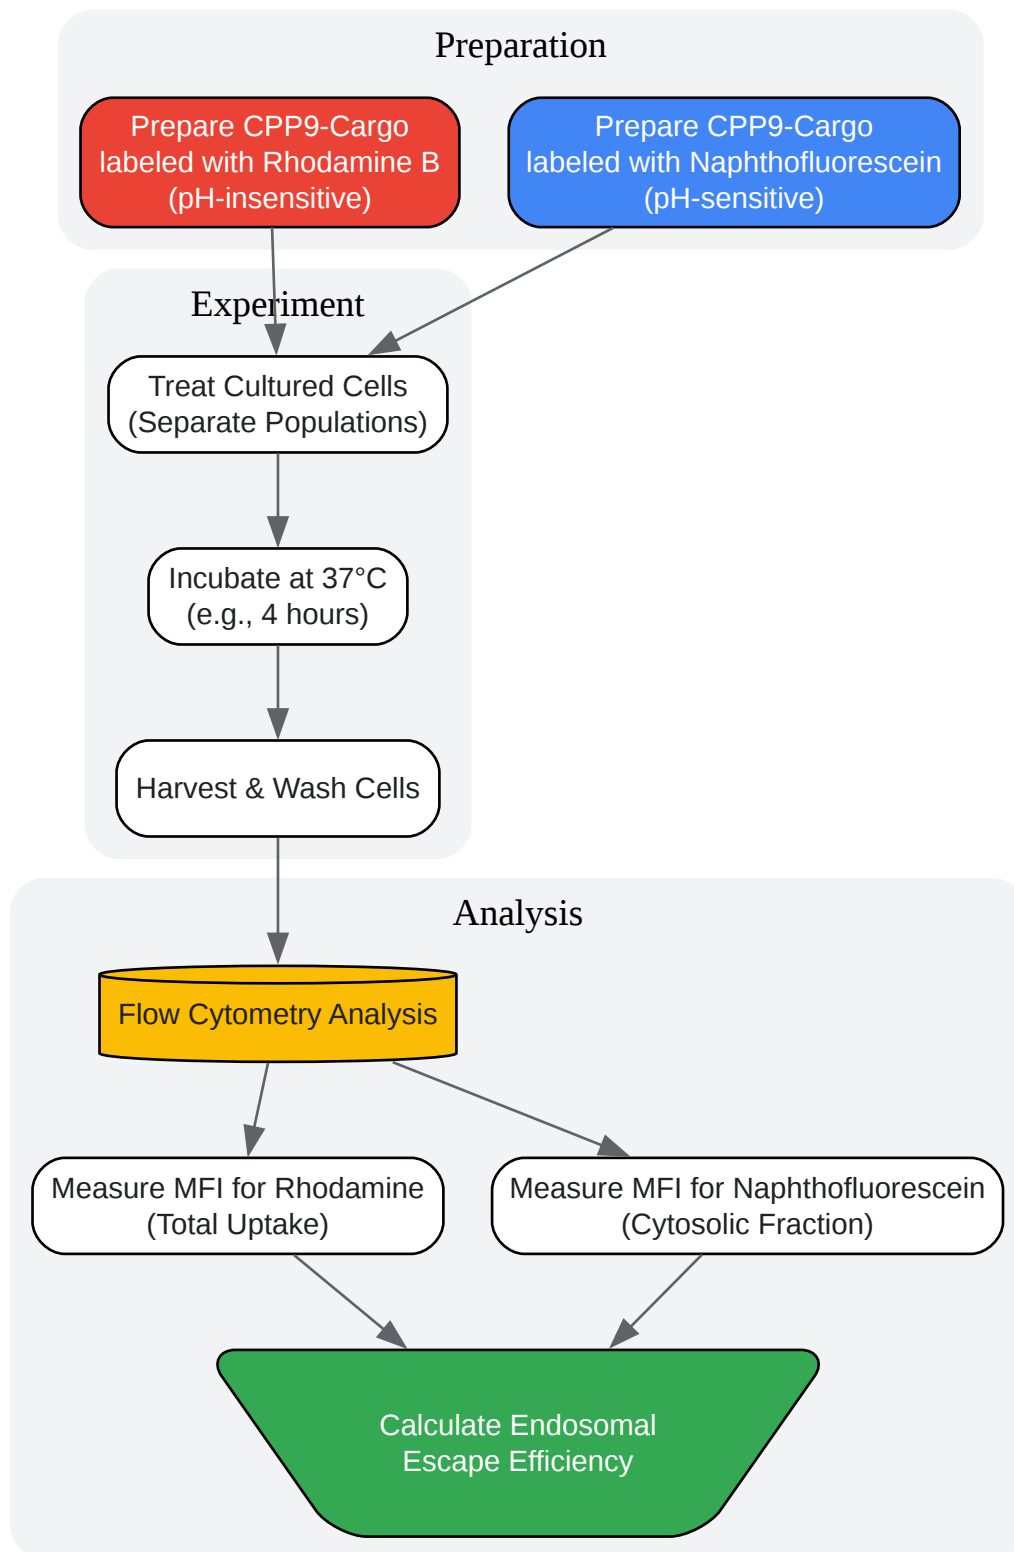 Preparation
Prepare CPP9-Cargo
labeled with Rhodamine B
(pH-insensitive)
Prepare CPP9-Cargo
labeled with Naphthofluorescein
(pH-sensitive)
Experiment
Treat Cultured Cells
(Separate Populations)
Incubate at 37°C
(e.g., 4 hours)
Harvest & Wash Cells
Analysis
Flow Cytometry Analysis
Measure MFI for Rhodamine
(Total Uptake)
Measure MFI for Naphthofluorescein
(Cytosolic Fraction)
Calculate Endosomal
Escape Efficiency